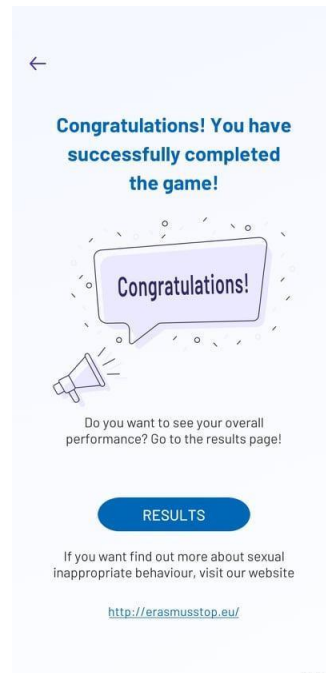 Congratulations! You have
successfully completed
the game!
Congratulations!
Do you want to see your overall
performance? Go to the results page!
RESULTS
If you want find out more about sexual
inappropriate behaviour, visit our website
http://erasmusstop.eu/